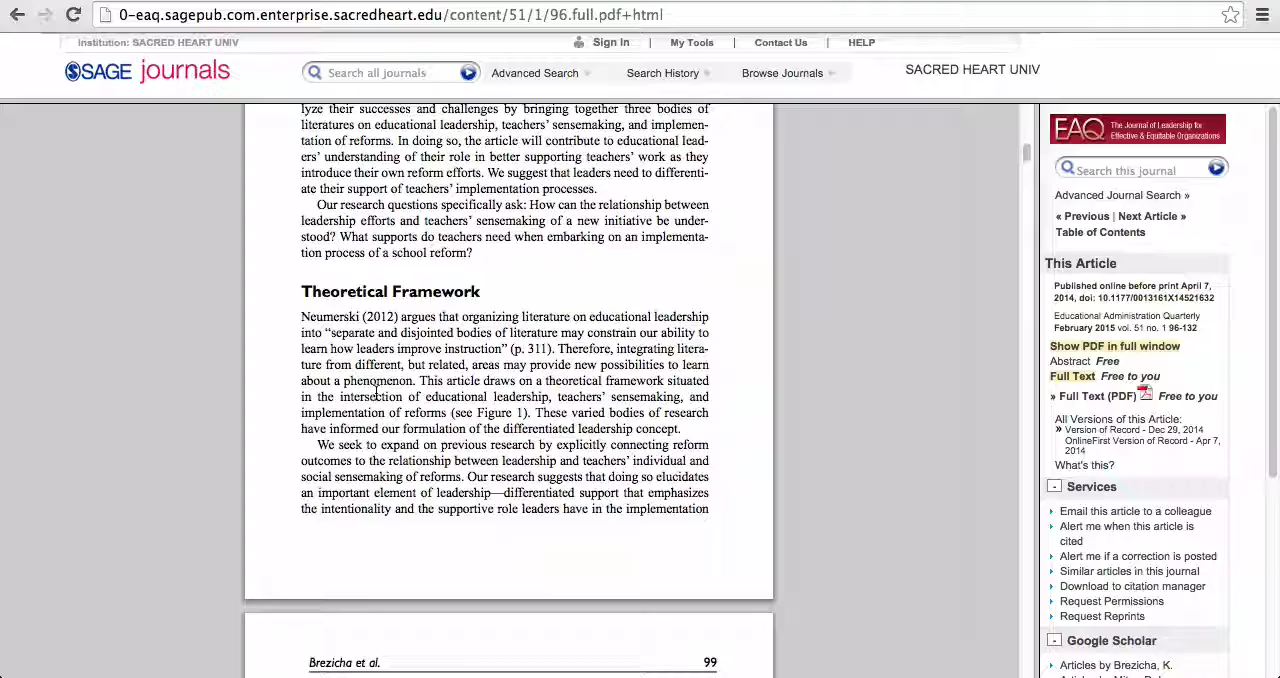 0-eaq.sagepub.com.enterprise.sacredheart.edu/content/51/1/96.full.pdf+html
Institution: SACRED HEART UNIV
Sign In | My Tools | Contact Us | HELP
SAGE journals
Search all journals
Advanced Search
Search History
Browse Journals
SACRED HEART UNIV
lyze their successes and challenges by bringing together three bodies of
literatures on educational leadership, teachers' sensemaking, and implemen-
tation of reforms. In doing so, the article will contribute to educational lead-
ers' understanding of their role in better supporting teachers' work as they
introduce their own reform efforts. We suggest that leaders need to differenti-
ate their support of teachers' implementation processes.
Our research questions specifically ask: How can the relationship between
leadership efforts and teachers' sensemaking of a new initiative be under-
stood? What supports do teachers need when embarking on an implementa-
tion process of a school reform?
Theoretical Framework
Neumerski (2012) argues that organizing literature on educational leadership
into “separate and disjointed bodies of literature may constrain our ability to
learn how leaders improve instruction” (p. 311). Therefore, integrating litera-
ture from different, but related, areas may provide new possibilities to learn
about a phenomenon. This article draws on a theoretical framework situated
in the intersection of educational leadership, teachers' sensemaking, and
implementation of reforms (see Figure 1). These varied bodies of research
have informed our formulation of the differentiated leadership concept.
We seek to expand on previous research by explicitly connecting reform
outcomes to the relationship between leadership and teachers' individual and
social sensemaking of reforms. Our research suggests that doing so elucidates
an important element of leadership—differentiated support that emphasizes
the intentionality and the supportive role leaders have in the implementation
Brezicha et al.
99
EAQ The Journal of Leadership for
Effective & Equitable Organizations
Search this journal
Advanced Journal Search »
« Previous | Next Article »
Table of Contents
This Article
Published online before print April 7,
2014, doi: 10.1177/0013161X14521632
Educational Administration Quarterly
February 2015 vol. 51 no. 1 96-132
Show PDF in full window
Abstract Free
Full Text Free to you
» Full Text (PDF) Free to you
All Versions of this Article:
» Version of Record - Dec 29, 2014
OnlineFirst Version of Record - Apr 7,
2014
What's this?
- Services
Email this article to a colleague
Alert me when this article is
cited
Alert me if a correction is posted
Similar articles in this journal
Download to citation manager
Request Permissions
Request Reprints
- Google Scholar
Articles by Brezicha, K.